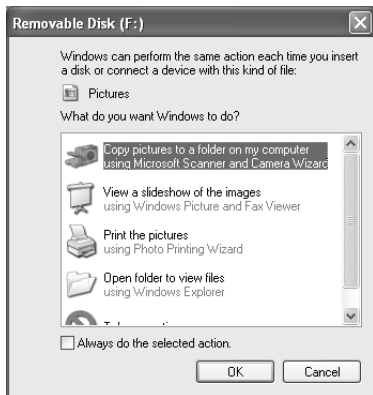 Removable Disk (F:)
Windows can perform the same action each time you insert
a disk or connect a device with this kind of file:
Pictures
What do you want Windows to do?
Copy pictures to a folder on my computer
using Microsoft Scanner and Camera Wizard
View a slideshow of the images
using Windows Picture and Fax Viewer
Print the pictures
using Photo Printing Wizard
Open folder to view files
using Windows Explorer
Always do the selected action.
OK
Cancel